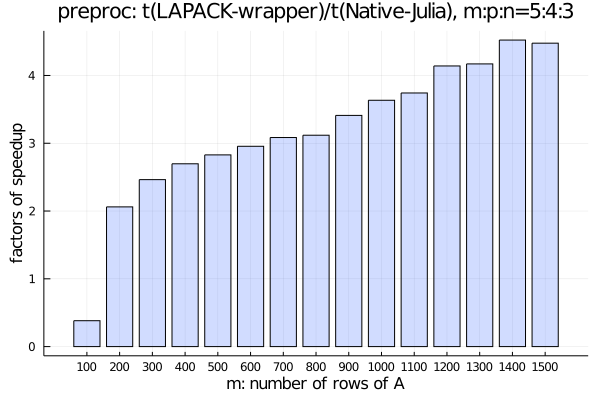 preproc: t(LAPACK-wrapper)/t(Native-Julia), m:p:n=5:4:3
factors of speedup
4
3
2
1
0
100 200 300 400 500 600 700 800 900 1000 1100 1200 1300 1400 1500
m: number of rows of A